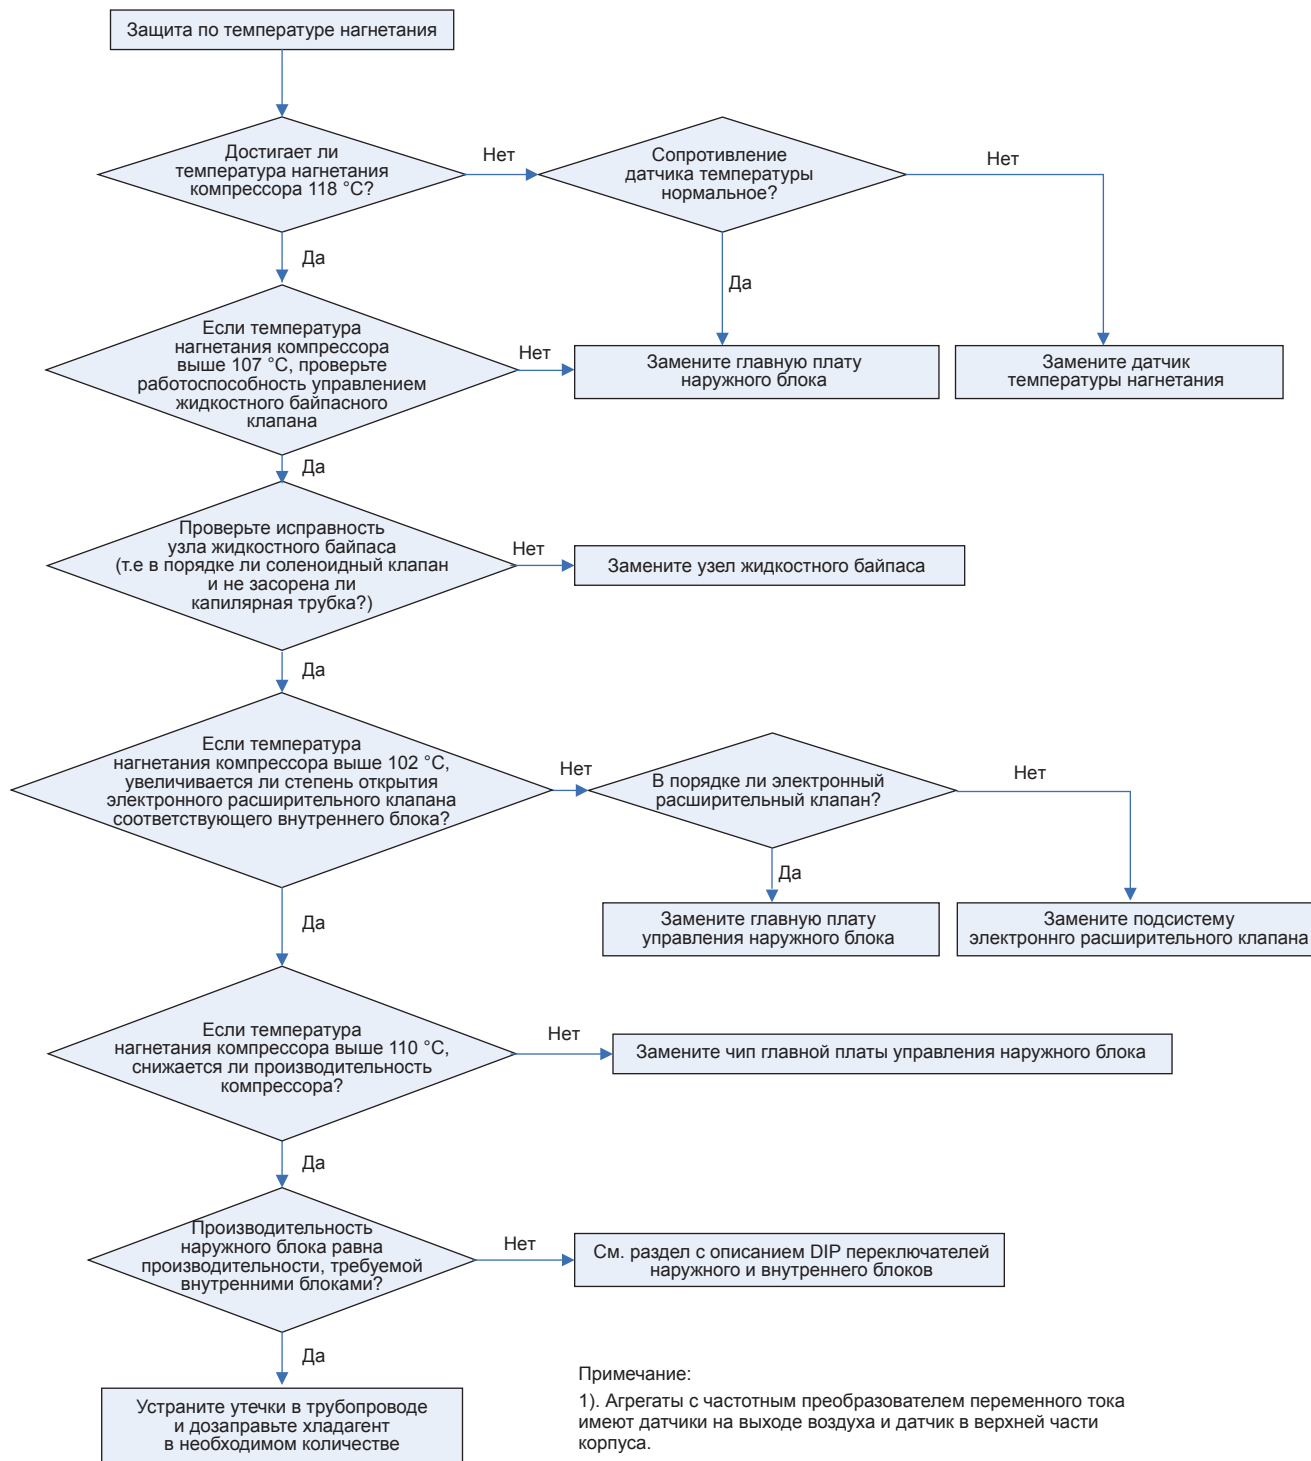 Защита по температуре нагнетания
Достигает ли
температура нагнетания
компрессора 118 °C?
Нет
Сопротивление
датчика температуры
нормальное?
Нет
Да
Да
Если температура
нагнетания компрессора
выше 107 °C, проверьте
работоспособность управлением
жидкостного байпасного
клапана
Нет
Замените главную плату
наружного блока
Замените датчик
температуры нагнетания
Да
Проверьте исправность
узла жидкостного байпаса
(т.е в порядке ли соленоидный клапан
и не засорена ли
капилярная трубка?)
Нет
Замените узел жидкостного байпаса
Да
Если температура
нагнетания компрессора выше 102 °C,
увеличивается ли степень открытия
электронного расширительного клапана
соответствующего внутреннего блока?
Нет
В порядке ли электронный
расширительный клапан?
Нет
Да
Замените главную плату
управления наружного блока
Замените подсистему
электроннго расширительного клапана
Да
Если температура
нагнетания компрессора выше 110 °C,
снижается ли производительность
компрессора?
Нет
Замените чип главной платы управления наружного блока
Да
Производительность
наружного блока равна
производительности, требуемой
внутренними блоками?
Нет
См. раздел с описанием DIP переключателей
наружного и внутреннего блоков
Да
Устраните утечки в трубопроводе
и дозаправьте хладагент
в необходимом количестве
Примечание:
1). Агрегаты с частотным преобразователем переменного тока
имеют датчики на выходе воздуха и датчик в верхней части
корпуса.